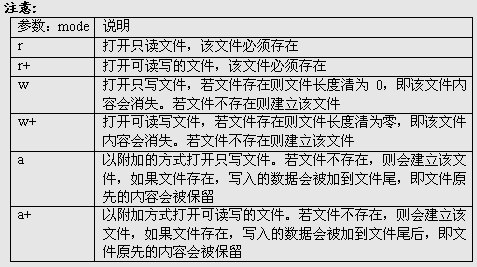 注意:
参数: mode 说明
r 打开只读文件，该文件必须存在
r+ 打开可读写的文件，该文件必须存在
w 打开只写文件，若文件存在则文件长度清为 0，即该文件内
容会消失。若文件不存在则建立该文件
w+ 打开可读写文件，若文件存在则文件长度清为零，即该文件
内容会消失。若文件不存在则建立该文件
a 以附加的方式打开只写文件。若文件不存在，则会建立该文
件，如果文件存在，写入的数据会被加到文件尾，即文件原
先的内容会被保留
a+ 以附加方式打开可读写的文件。若文件不存在，则会建立该
文件，如果文件存在，写入的数据会被加到文件尾后，即文
件原先的内容会被保留